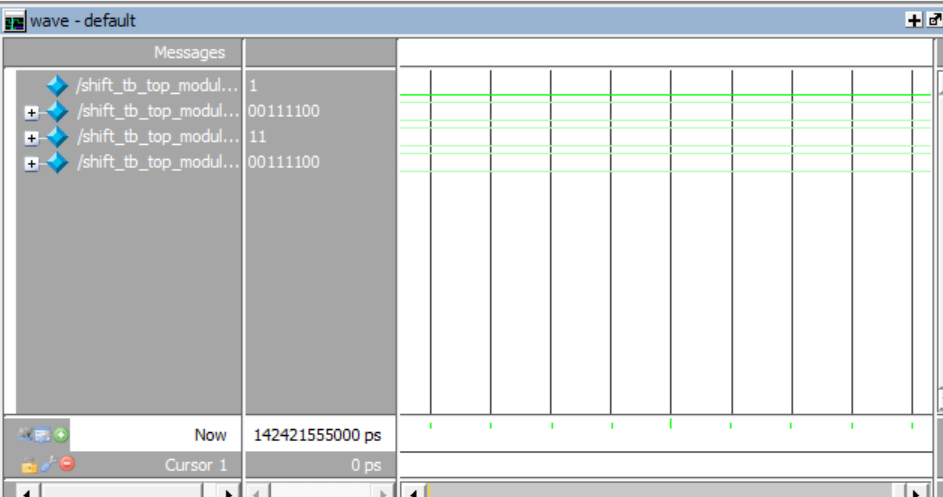 wave - default
Messages
/shift_tb_top_modul... 1
/shift_tb_top_modul... 00111100
/shift_tb_top_modul... 11
/shift_tb_top_modul... 00111100
Now 142421555000 ps
Cursor 1 0 ps